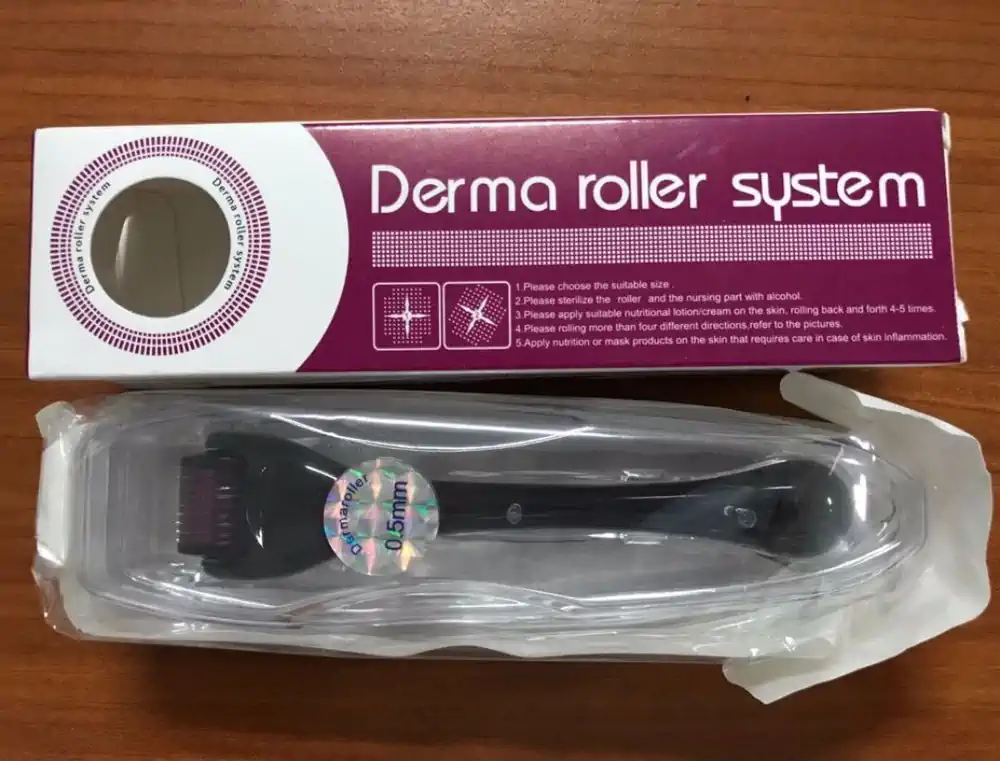 Derma roller system
Derma roller system
Derma roller system
1.Please choose the suitable size .
2.Please sterilize the roller and the nursing part with alcohol.
3.Please apply suitable nutritional lotion/cream on the skin, rolling back and forth 4-5 times.
4.Please rolling more than four different directions,refer to the pictures.
5.Apply nutrition or mask products on the skin that requires care in case of skin inflammation.
Dermaroller
0.5mm